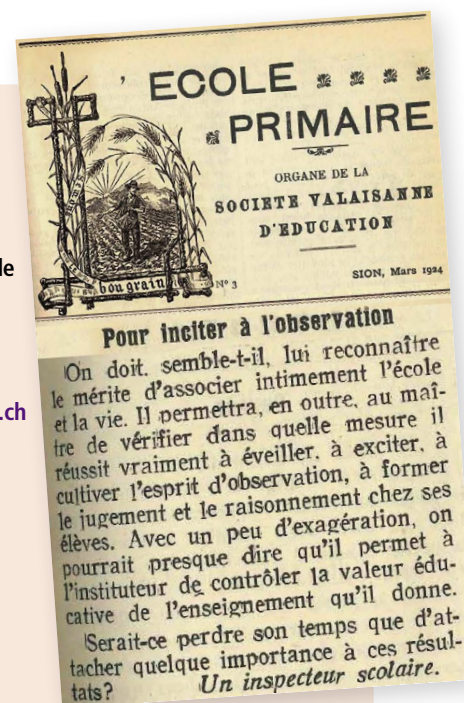 ' ECOLE
PRIMAIRE
ORGANE DE LA
SOCIETE VALAISANNE
D'EDUCATION
bon grain
N° 3
SION, Mars 1924
de
.ch
Pour inciter à l'observation
On doit. semble-t-il, lui reconnaître
le mérite d'associer intimement l'école
et la vie. Il permettra, en outre, au maî-
tre de vérifier dans quelle mesure il
réussit vraiment à éveiller. à exciter. à
cultiver l'esprit d'observation, à former
le jugement et le raisonnement chez ses
élèves. Avec un peu d'exagération, on
pourrait presque dire qu'il permet à
l'instituteur de contrôler la valeur édu-
cative de l'enseignement qu'il donne.
Serait-ce perdre son temps que d'at-
tacher quelque importance à ces résul-
tats?
Un inspecteur scolaire.